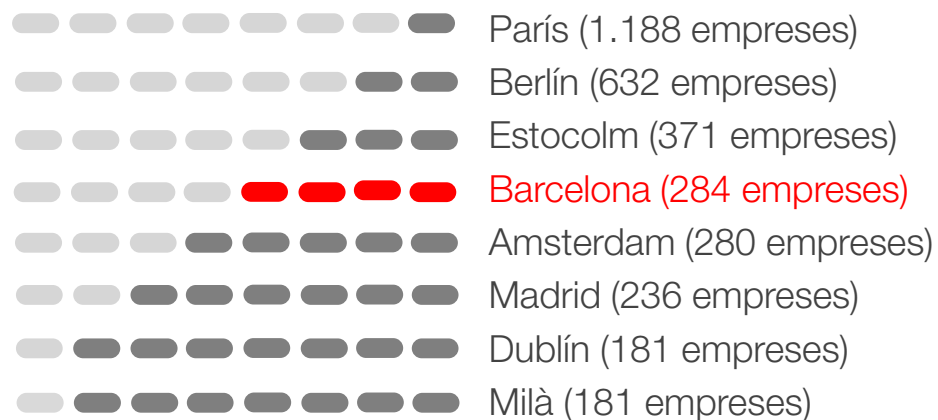 París (1.188 empreses)
Berlín (632 empreses)
Estocolm (371 empreses)
Barcelona (284 empreses)
Amsterdam (280 empreses)
Madrid (236 empreses)
Dublín (181 empreses)
Milà (181 empreses)